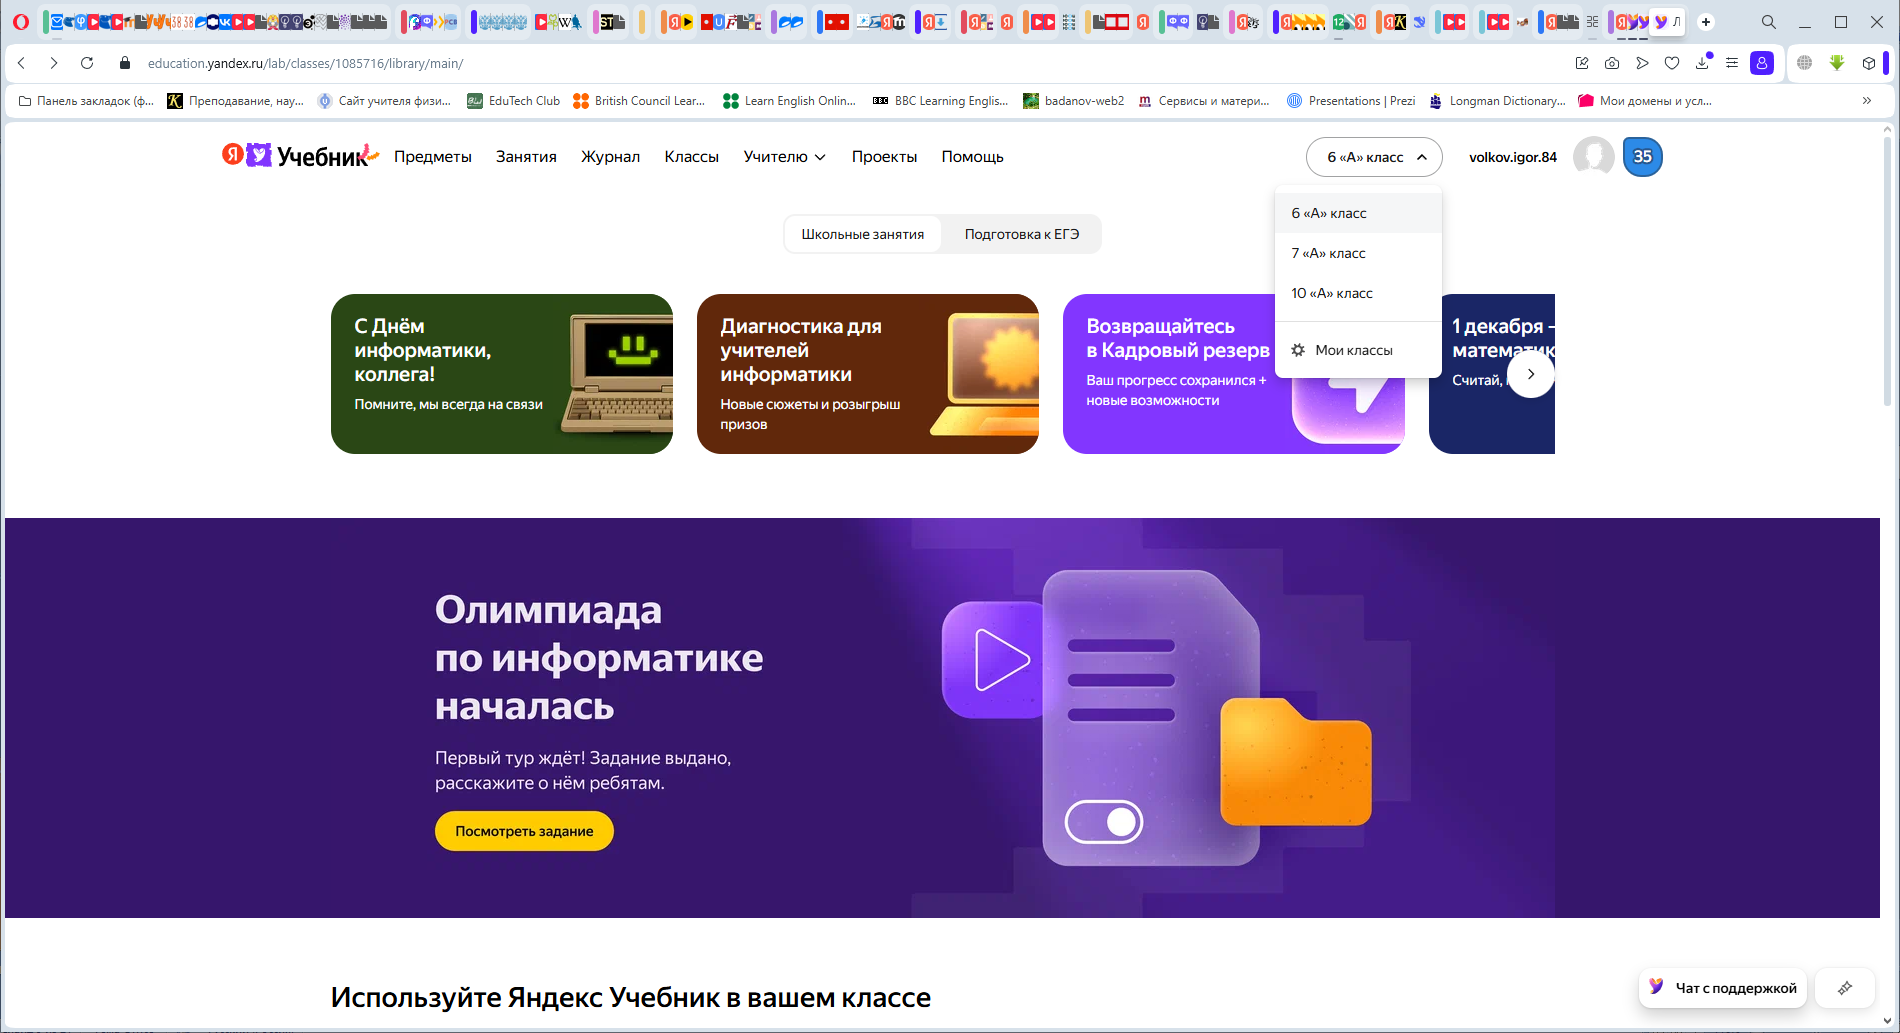 education.yandex.ru/lab/classes/1085716/library/main/
Панель закладок (ф...
Преподавание, нау...
Сайт учителя физи...
EduTech Club
British Council Lear...
Learn English Onlin...
BBC Learning Englis...
badanov-web2
Сервисы и матери...
Presentations | Prezi
Longman Dictionary...
Мои домены и усл...
Я Учебник
Предметы
Занятия
Журнал
Классы
Учителю
Проекты
Помощь
6 «А» класс
volkov.igor.84
35
6 «А» класс
7 «А» класс
10 «А» класс
Мои классы
Школьные занятия
Подготовка к ЕГЭ
С Днём
информатики,
коллега!
Помните, мы всегда на связи
Диагностика для
учителей
информатики
Новые сюжеты и розыгрыш
призов
Возвращайтесь
в Кадровый резерв
Ваш прогресс сохранился +
новые возможности
1 декабря -
математик
Считай,
Олимпиада
по информатике
началась
Первый тур ждёт! Задание выдано,
расскажите о нём ребятам.
Посмотреть задание
Используйте Яндекс Учебник в вашем классе
Чат с поддержкой